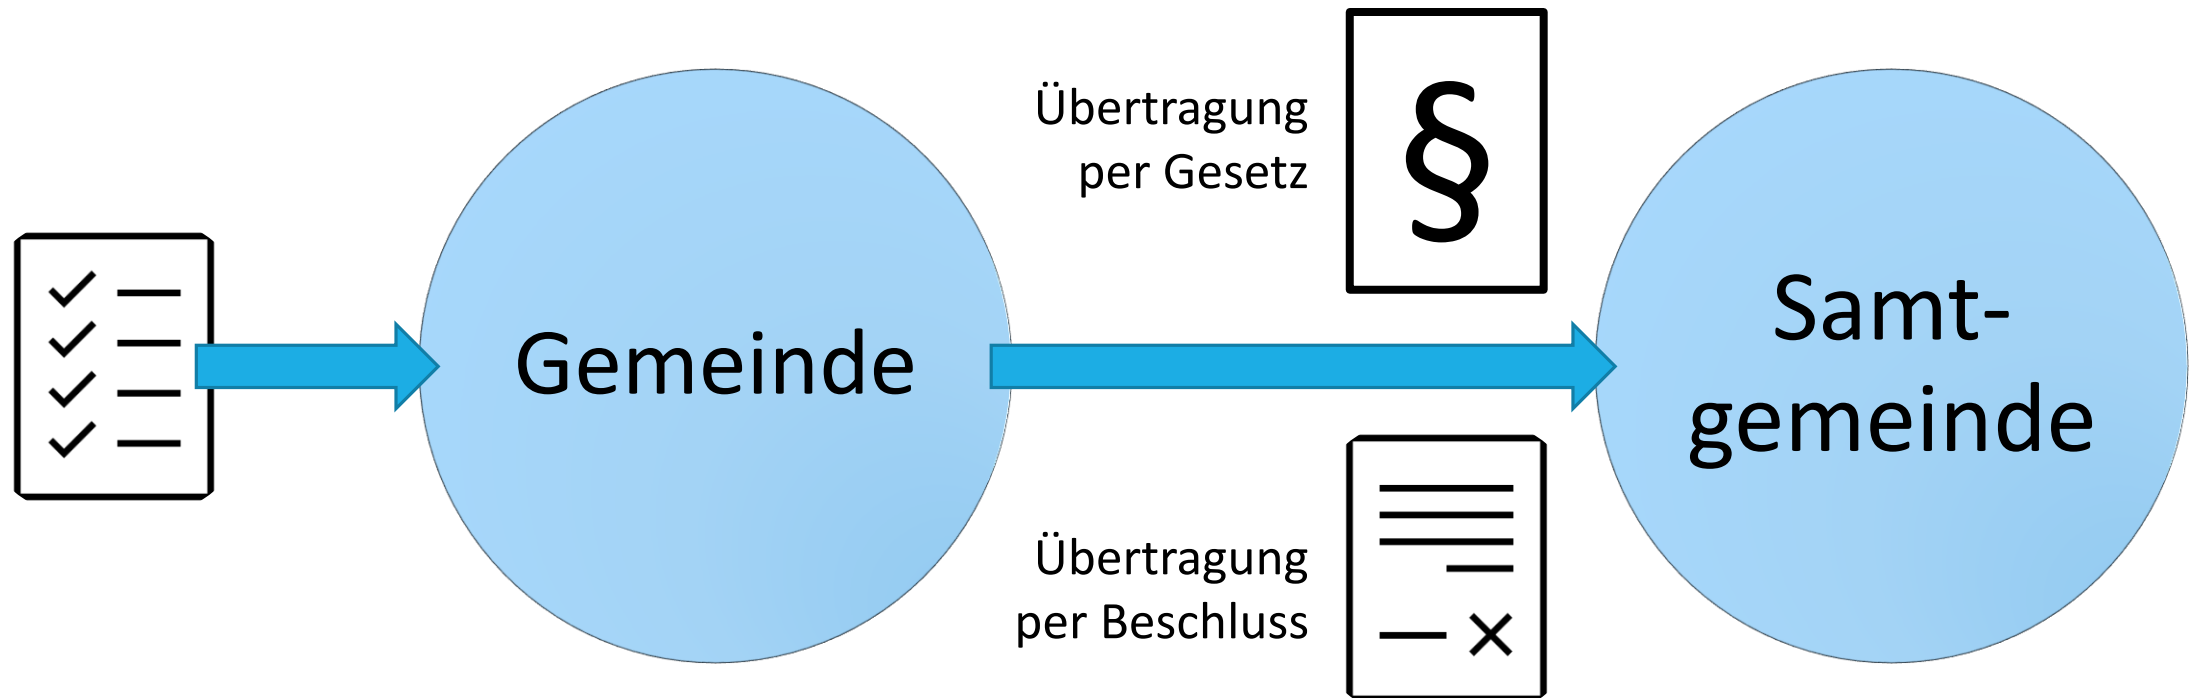 Gemeinde
Übertragung
per Gesetz
§
Übertragung
per Beschluss
Samt-
gemeinde